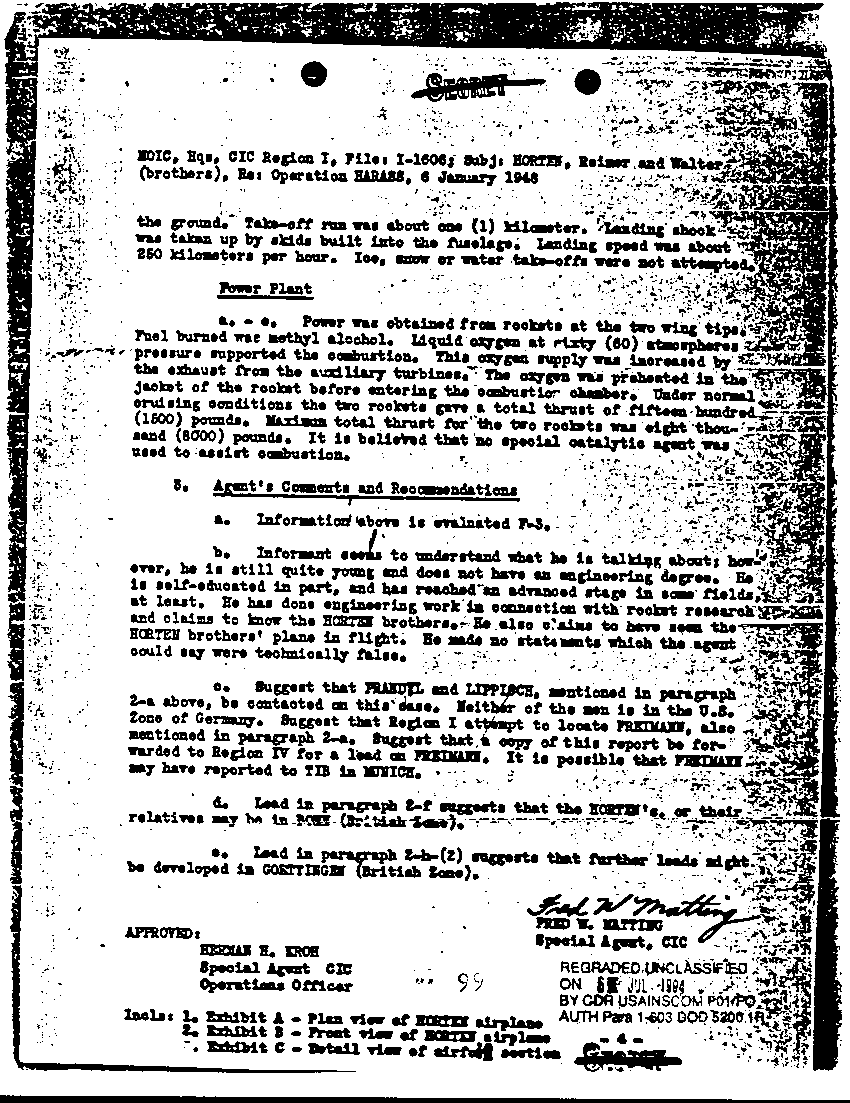 SECRET
MOIC, Hqs, CIC Region I, File: I-1606; Subj: HORTEN, Reimer and Walter
(brothers), Re: Operation HARASS, 6 January 1946
the ground. Take-off run was about one (1) kilometer. Landing shock
was taken up by skids built into the fuselage. Landing speed was about
250 kilometers per hour. Ice, snow or water take-offs were not attempted.
Power Plant
a. - e. Power was obtained from rockets at the two wing tips.
Fuel burned was methyl alcohol. Liquid oxygen at sixty (60) atmospheres
pressure supported the combustion. This oxygen supply was increased by
the exhaust from the auxiliary turbines. The oxygen was preheated in the
jacket of the rocket before entering the combustion chamber. Under normal
cruising conditions the two rockets gave a total thrust of fifteen hundred
(1500) pounds. Maximum total thrust for the two rockets was eight thou-
sand (8000) pounds. It is believed that no special catalytic agent was
used to assist combustion.
3. Agent's Comments and Recommendations
a. Information above is evaluated F-3.
b. Informant seems to understand what he is talking about; how-
ever, he is still quite young and does not have an engineering degree. He
is self-educated in part, and has reached an advanced stage in some fields,
at least. He has done engineering work in connection with rocket research
and claims to know the HORTEN brothers. He also claims to have seen the
HORTEN brothers' plane in flight. He made no statements which the agent
could say were technically false.
c. Suggest that PRANDEL and LIPPISCH, mentioned in paragraph
2-a above, be contacted on this case. Neither of the men is in the U.S.
Zone of Germany. Suggest that Region I attempt to locate FREIMANN, also
mentioned in paragraph 2-a. Suggest that a copy of this report be for-
warded to Region IV for a lead on FREIMANN. It is possible that FREIMANN
may have reported to TIB in MUNICH.
d. Lead in paragraph 2-f suggests that the HORTEN's, or their
relatives may be in BONN (British Zone).
e. Lead in paragraph 2-h-(2) suggests that further leads might
be developed in GOETTINGEN (British Zone).
Fred W Matting
FRED W. MATTING
Special Agent, CIC
APPROVED:
HERMAN H. KROH
Special Agent CIC
Operations Officer
99
REGRADED UNCLASSIFIED
ON JUL 1994
BY CDR USAINSCOM F01/PO
AUTH Para 1-603 DOD 5200.1R
Incls: 1. Exhibit A - Plan view of HORTEN airplane
2. Exhibit B - Front view of HORTEN airplane
. Exhibit C - Detail view of airfoil section
- 4 -
SECRET